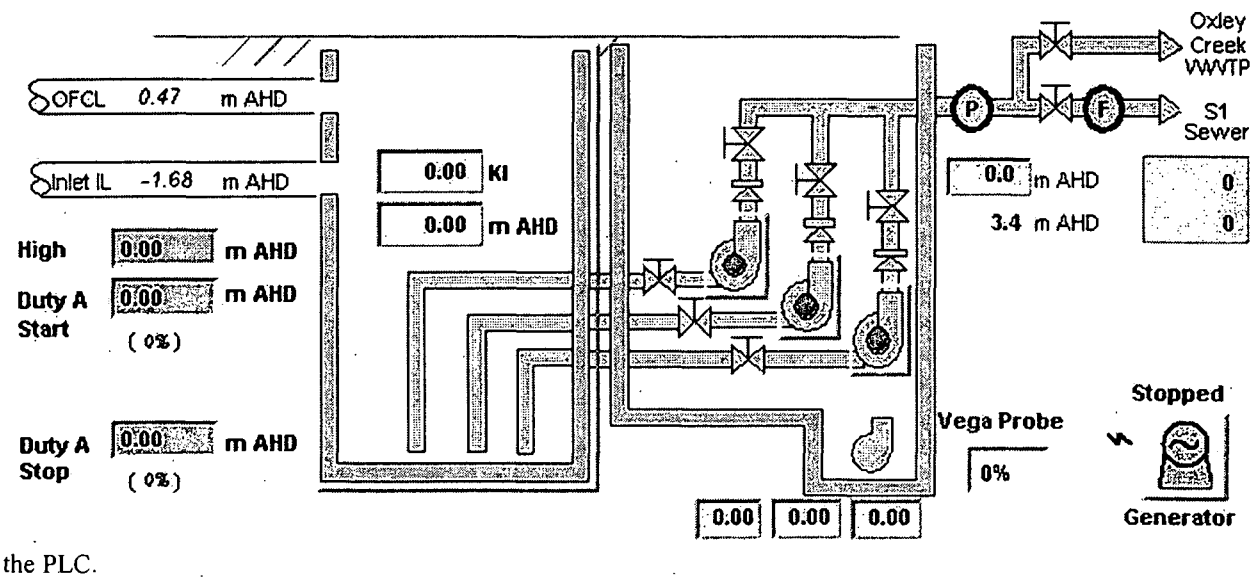 Oxley
Creek
WWTP
OFCL 0.47 m AHD
P
F
S1
Sewer
Inlet IL -1.68 m AHD
0.00 Kl
0.0 m AHD
0
0.00 m AHD
3.4 m AHD
0
High 0.00 m AHD
Duty A
Start
0.00 m AHD
(0%)
Stopped
Vega Probe
0%
Duty A
Stop
0.00 m AHD
(0%)
0.00 0.00 0.00
Generator
the PLC.